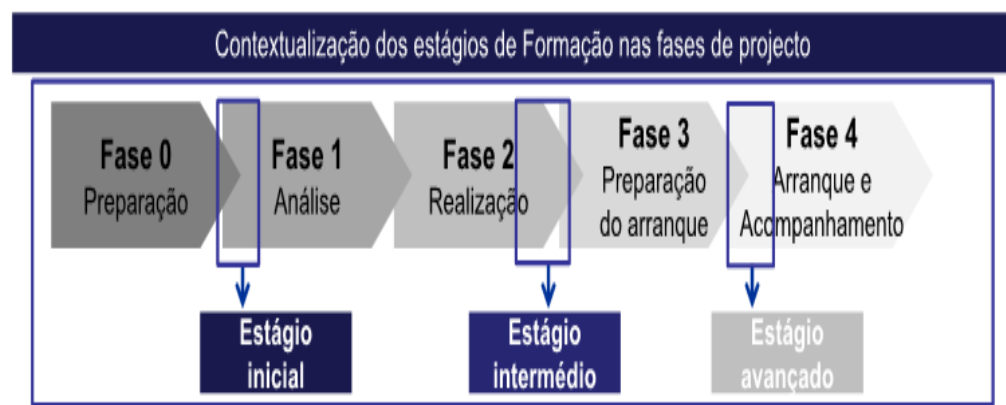 Contextualização dos estágios de Formação nas fases de projecto
Fase 0
Preparação
Fase 1
Análise
Fase 2
Realização
Fase 3
Preparação
do arranque
Fase 4
Arranque e
Acompanhamento
Estágio
inicial
Estágio
intermédio
Estágio
avançado